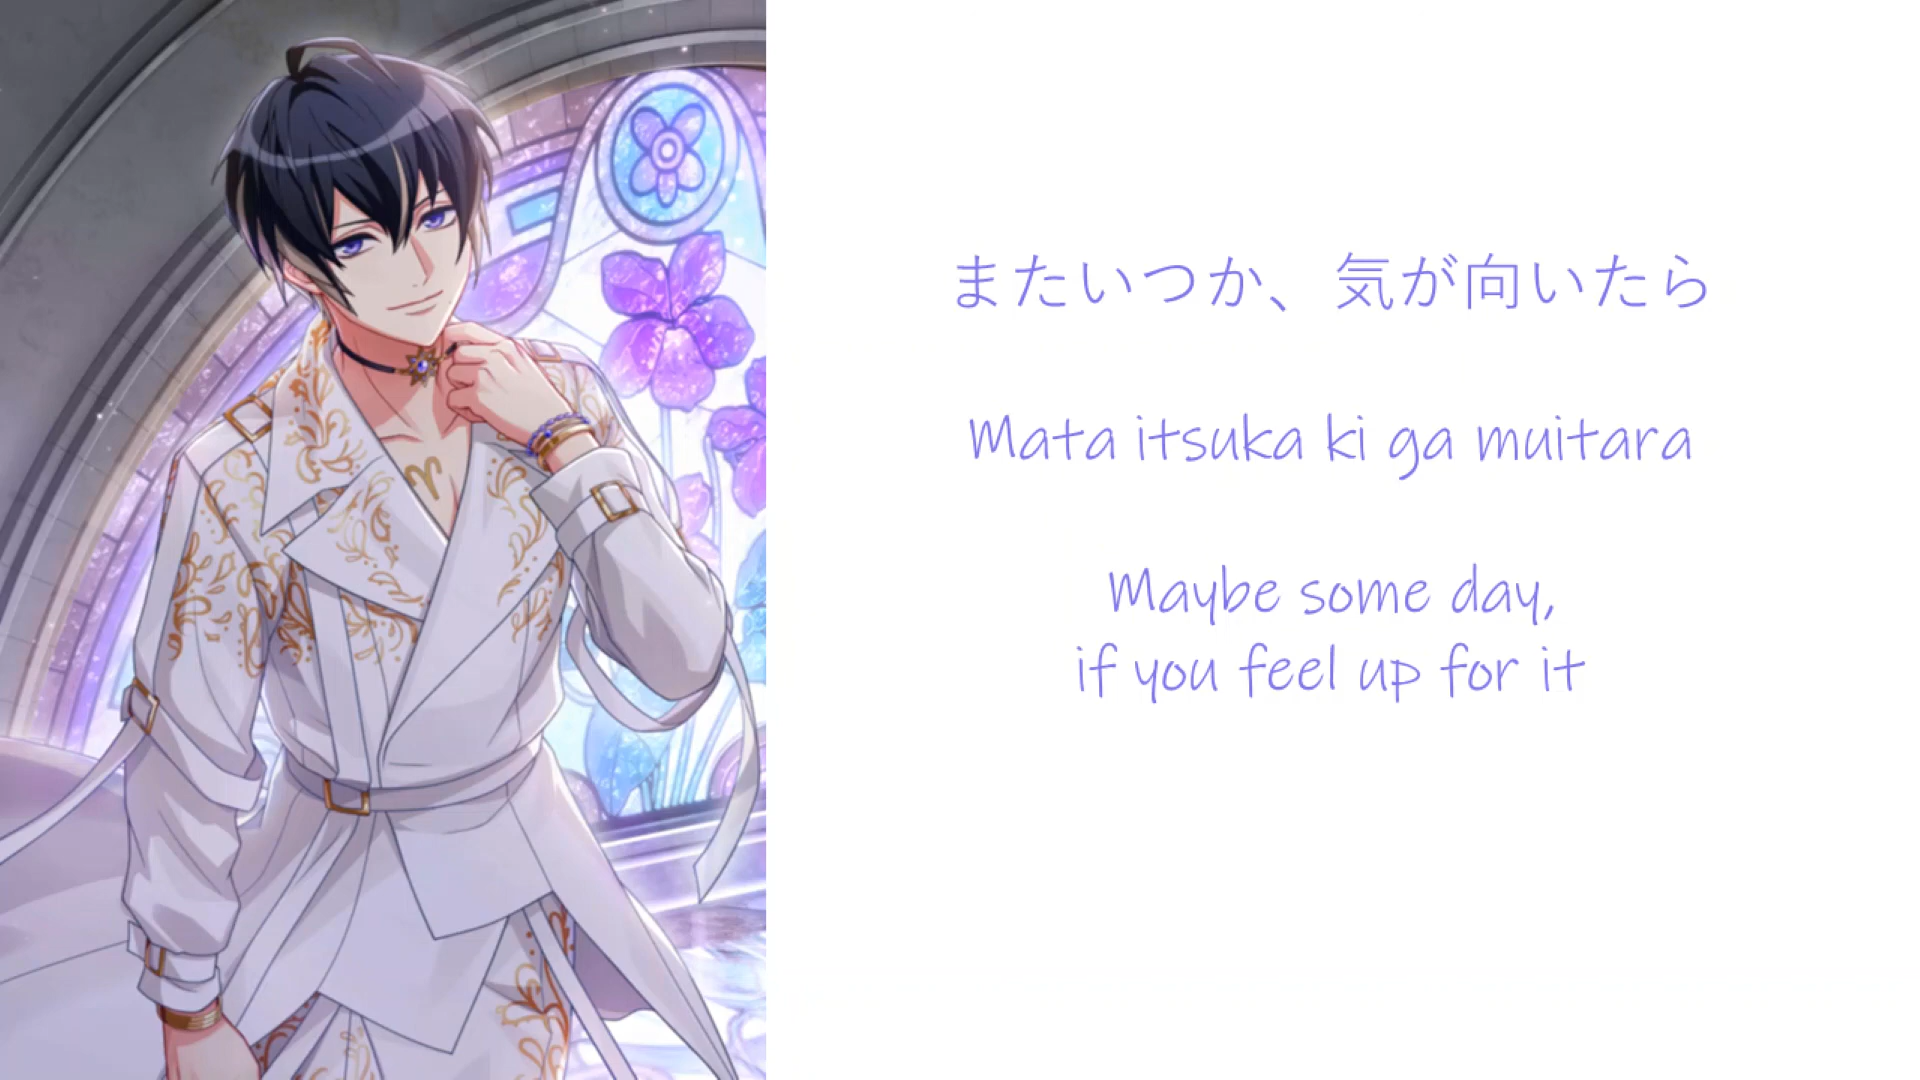 またいつか、気が向いたら
Mata itsuka ki ga muitara
Maybe some day,
if you feel up for it